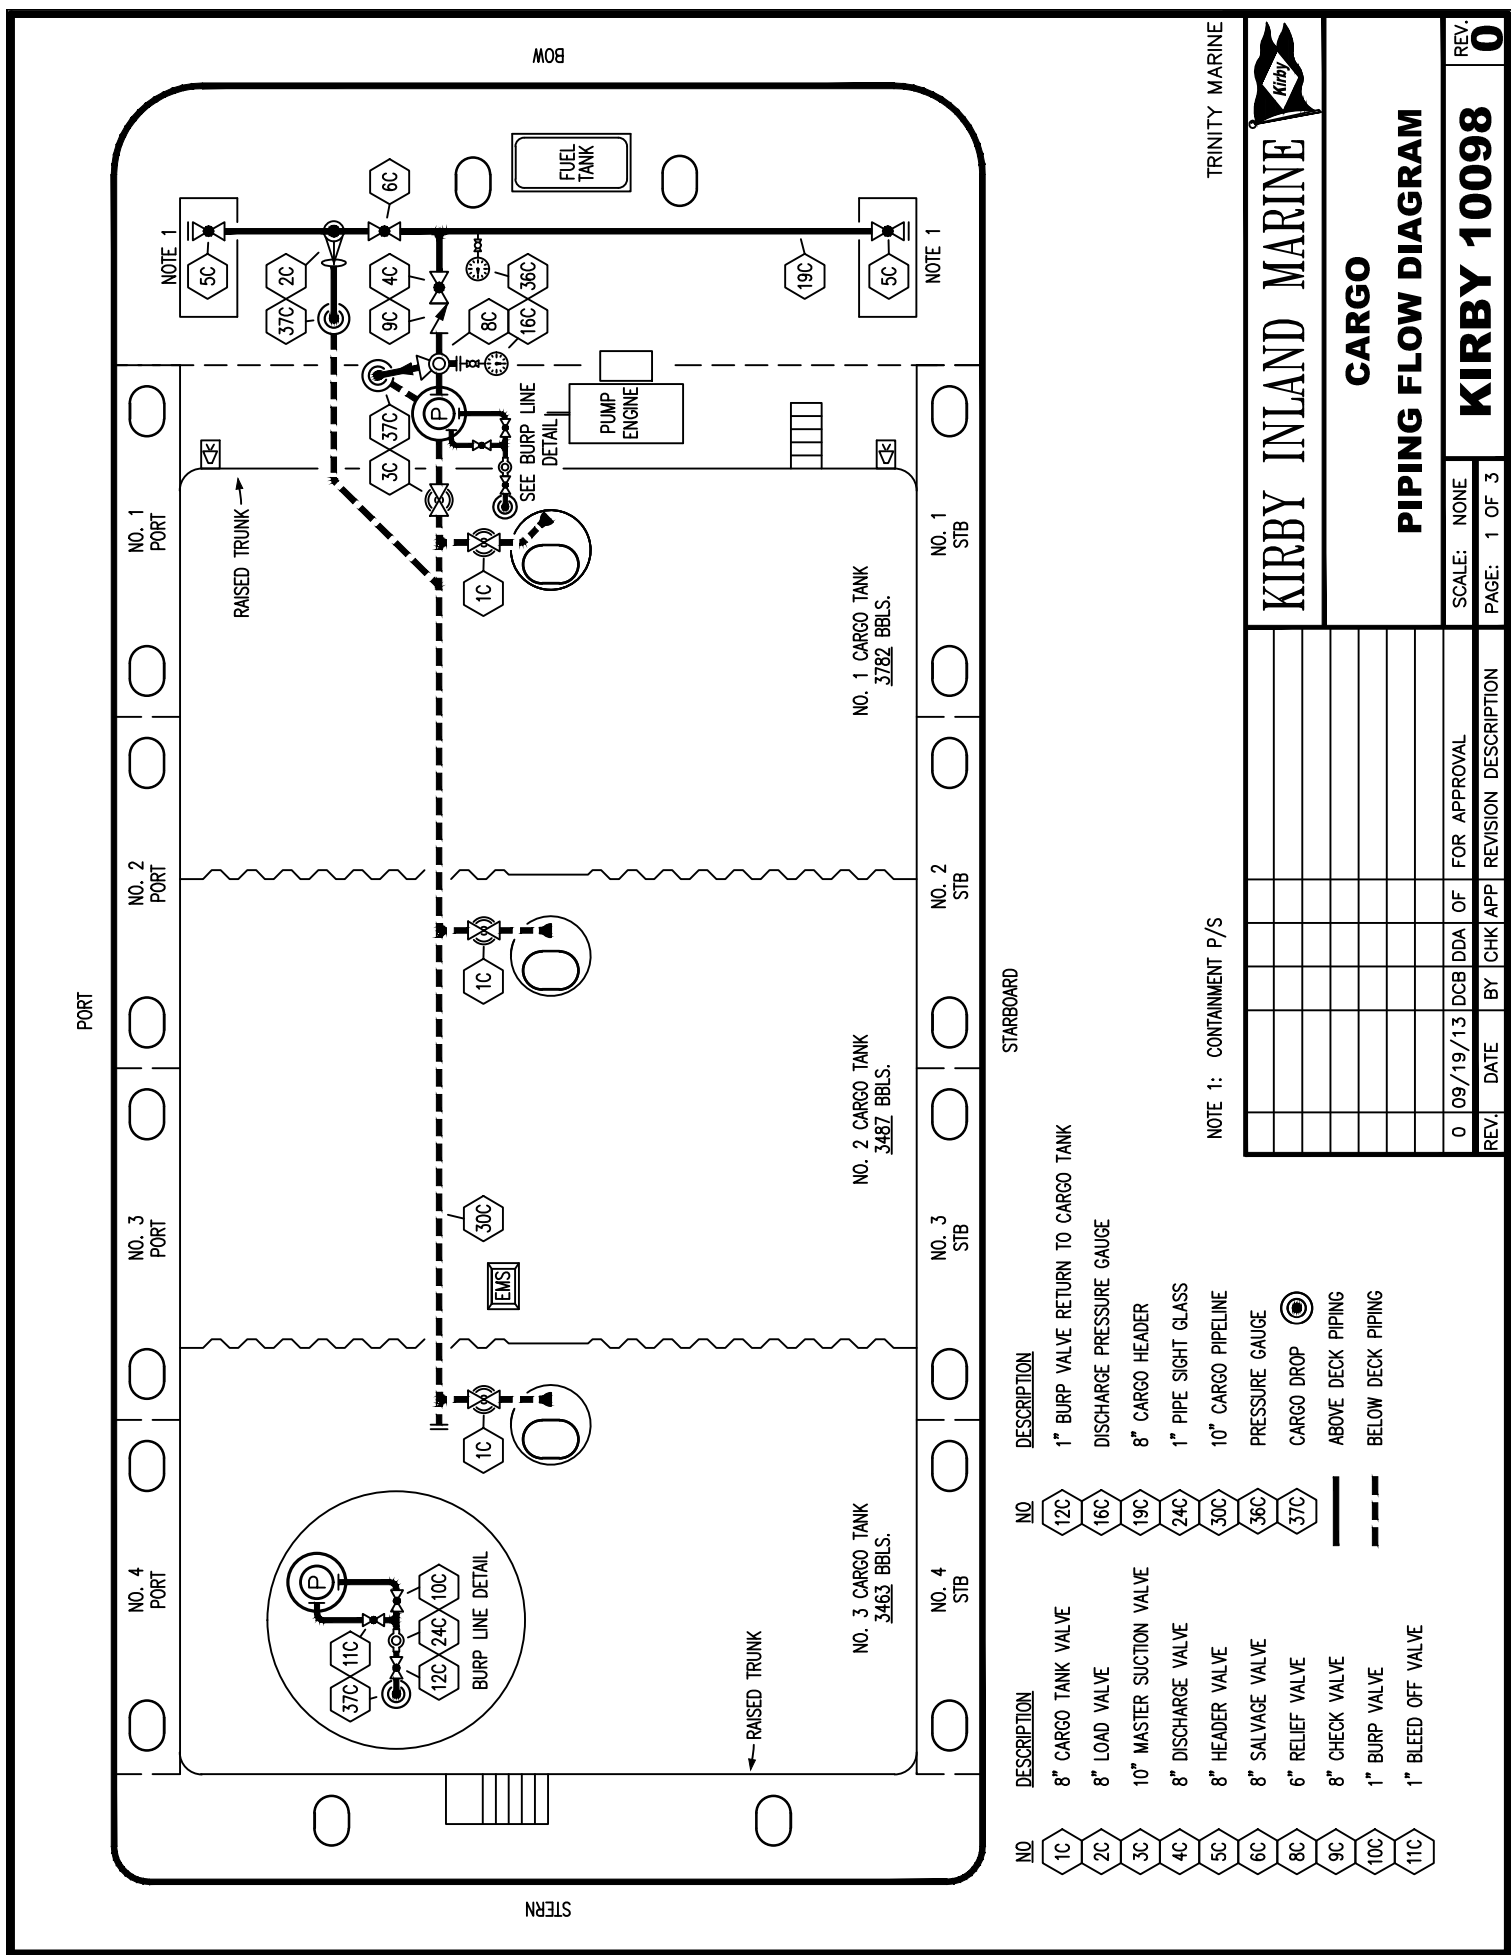 BOW
PORT
STARBOARD
STERN
NOTE 1
5C
2C
37C
6C
4C
9C
8C
16C
36C
19C
FUEL
TANK
5C
NOTE 1
37C
3C
P
SEE BURP LINE
DETAIL
PUMP
ENGINE
1C
NO. 1
PORT
RAISED TRUNK
NO. 1
STB
NO. 1 CARGO TANK
3782 BBLS.
NO. 2
PORT
1C
NO. 2
STB
NO. 2 CARGO TANK
3487 BBLS.
NO. 3
PORT
30C
EMS
NO. 3
STB
1C
NO. 4
PORT
P
37C
11C
12C
24C
10C
BURP LINE DETAIL
NO. 3 CARGO TANK
3463 BBLS.
NO. 4
STB
RAISED TRUNK
NO DESCRIPTION
1C 8" CARGO TANK VALVE
2C 8" LOAD VALVE
3C 10" MASTER SUCTION VALVE
4C 8" DISCHARGE VALVE
5C 8" HEADER VALVE
6C 8" SALVAGE VALVE
8C 6" RELIEF VALVE
9C 8" CHECK VALVE
10C 1" BURP VALVE
11C 1" BLEED OFF VALVE
NO DESCRIPTION
12C 1" BURP VALVE RETURN TO CARGO TANK
16C DISCHARGE PRESSURE GAUGE
19C 8" CARGO HEADER
24C 1" PIPE SIGHT GLASS
30C 10" CARGO PIPELINE
36C PRESSURE GAUGE
37C CARGO DROP
ABOVE DECK PIPING
BELOW DECK PIPING
NOTE 1: CONTAINMENT P/S
TRINITY MARINE
KIRBY INLAND MARINE
Kirby
CARGO
PIPING FLOW DIAGRAM
0 09/19/13 DCB DDA OF FOR APPROVAL
REV. DATE BY CHK APP REVISION DESCRIPTION
SCALE: NONE
PAGE: 1 OF 3
KIRBY 10098
REV.
0